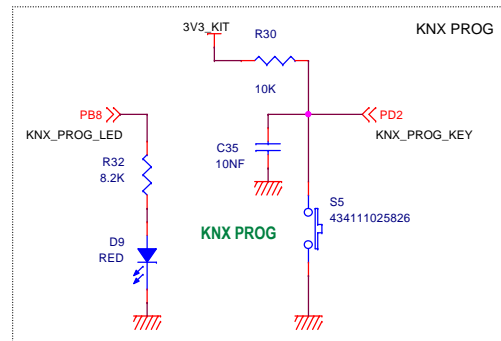 KNX PROG
3V3_KIT
R30
10K
PB8
KNX_PROG_LED
PD2
KNX_PROG_KEY
R32
8.2K
C35
10NF
S5
434111025826
D9
RED
KNX PROG